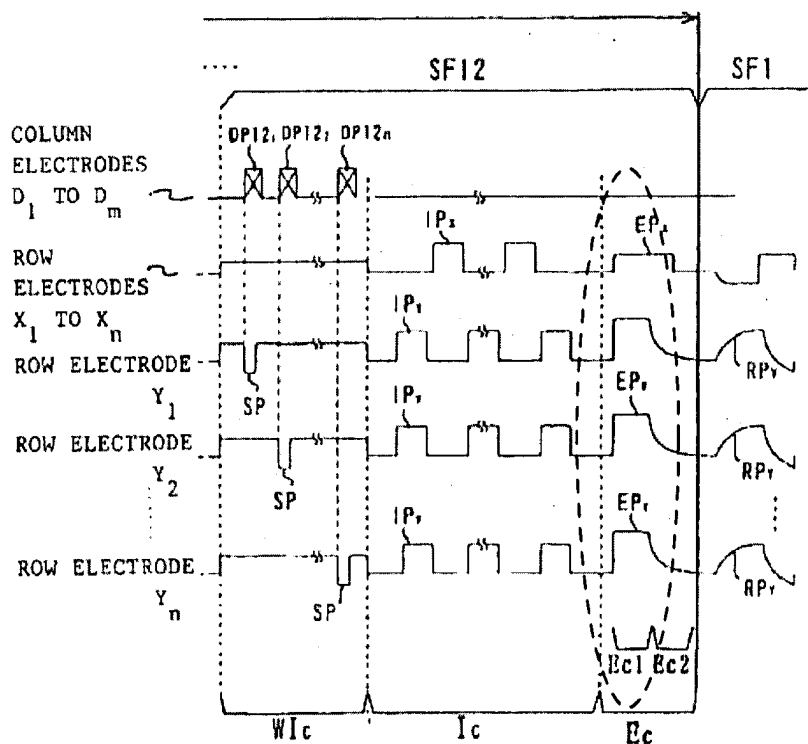 .... SF12 SF1
COLUMN
ELECTRODES
D1 TO Dm
DP12₁ DP12₂ DP12n
ROW
ELECTRODES
X1 TO Xn
IPX EPX
ROW ELECTRODE
Y1
SP IPY RPY
ROW ELECTRODE
Y2
SP IPY EPY RPY
ROW ELECTRODE
Yn
SP IPY EPY RPY
Ec1 Ec2
WIc Ic Ec